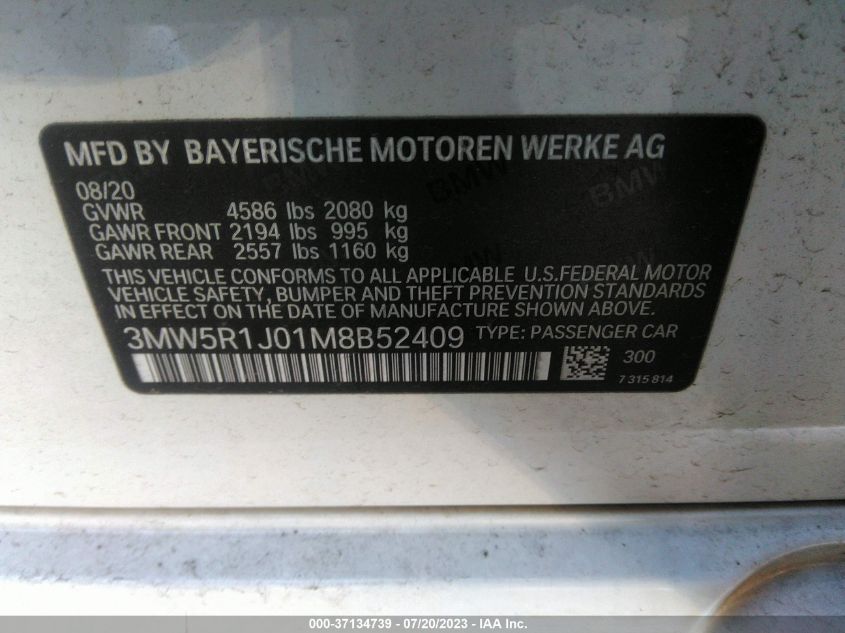 MFD BY BAYERISCHE MOTOREN WERKE AG
08/20
GVWR 4586 lbs 2080 kg
GAWR FRONT 2194 lbs 995 kg
GAWR REAR 2557 lbs 1160 kg
THIS VEHICLE CONFORMS TO ALL APPLICABLE U.S.FEDERAL MOTOR
VEHICLE SAFETY, BUMPER AND THEFT PREVENTION STANDARDS
IN EFFECT ON THE DATE OF MANUFACTURE SHOWN ABOVE.
3MW5R1J01M8B52409 TYPE: PASSENGER CAR
300
7 315 814
BMW
BMW
BMW
000-37134739 - 07/20/2023 - IAA Inc.